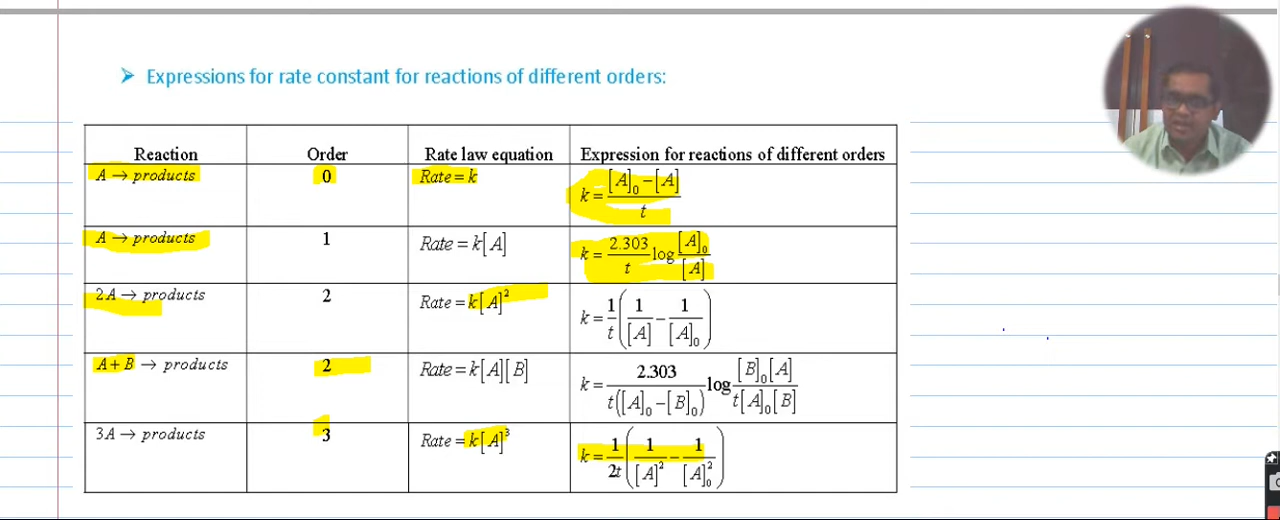 ➢ Expressions for rate constant for reactions of different orders:
Reaction Order Rate law equation Expression for reactions of different orders
A → products 0 Rate = k k = ([A]₀ − [A]) / t
A → products 1 Rate = k[A] k = (2.303 / t) log ([A]₀ / [A])
2A → products 2 Rate = k[A]² k = (1 / t) (1 / [A] − 1 / [A]₀)
A + B → products 2 Rate = k[A][B] k = (2.303 / t([A]₀ − [B]₀)) log ([B]₀[A] / t[A]₀[B])
3A → products 3 Rate = k[A]³ k = (1 / 2t) (1 / [A]² − 1 / [A]₀²)